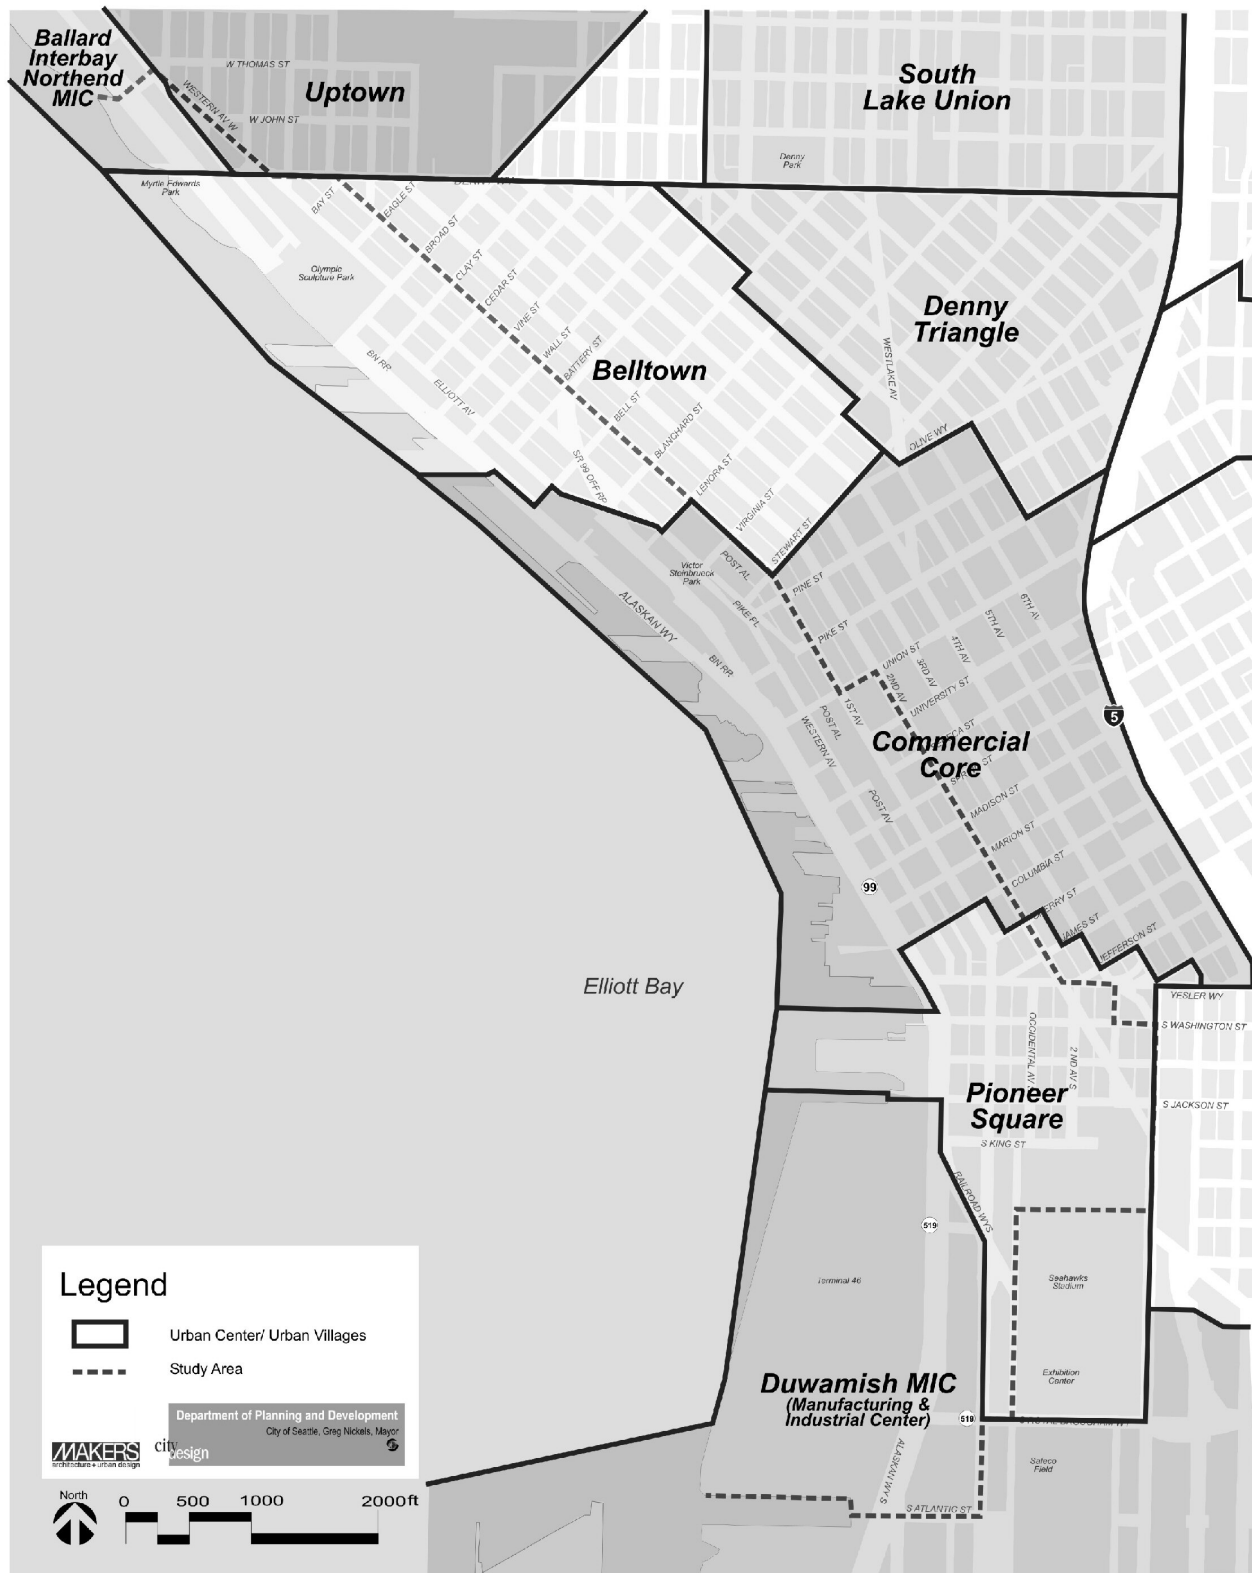 Ballard
Interbay
Northend
MIC
W THOMAS ST
Uptown
WESTERN AV W
W JOHN ST
South
Lake Union
Denny
Park
Myrtle Edwards
Park
BAY ST
EAGLE ST
BROAD ST
CLAY ST
CEDAR ST
VINE ST
WALL ST
BATTERY ST
Olympic
Sculpture Park
Denny
Triangle
WESTLAKE AV
BN RR
ELLIOTT AV
Belltown
BELL ST
BLANCHARD ST
OLIVE WY
SR 99 OFF RP
LENORA ST
VIRGINIA ST
STEWART ST
Victor
Steinbrueck
Park
POST AL
PINE ST
PIKE PL
PIKE ST
ALASKAN WY
BN RR
UNION ST
6TH AV
5TH AV
4TH AV
3RD AV
2ND AV
1ST AV
UNIVERSITY ST
POST AL
WESTERN AV
5
Commercial
Core
POST AV
MADISON ST
MARION ST
COLUMBIA ST
99
JAMES ST
JEFFERSON ST
Elliott Bay
YESLER WY
S WASHINGTON ST
OCCIDENTAL AV
2 ND AV S
Pioneer
Square
S JACKSON ST
S KING ST
RAILROAD WYS
519
Terminal 46
Seahawks
Stadium
Exhibition
Center
Duwamish MIC
(Manufacturing &
Industrial Center)
519
Safeco
Field
ALASKAN WY S
S ATLANTIC ST
Legend
Urban Center/ Urban Villages
Study Area
Department of Planning and Development
City of Seattle, Greg Nickels, Mayor
MAKERS
architecture + urban design
city
design
North
0 500 1000 2000ft